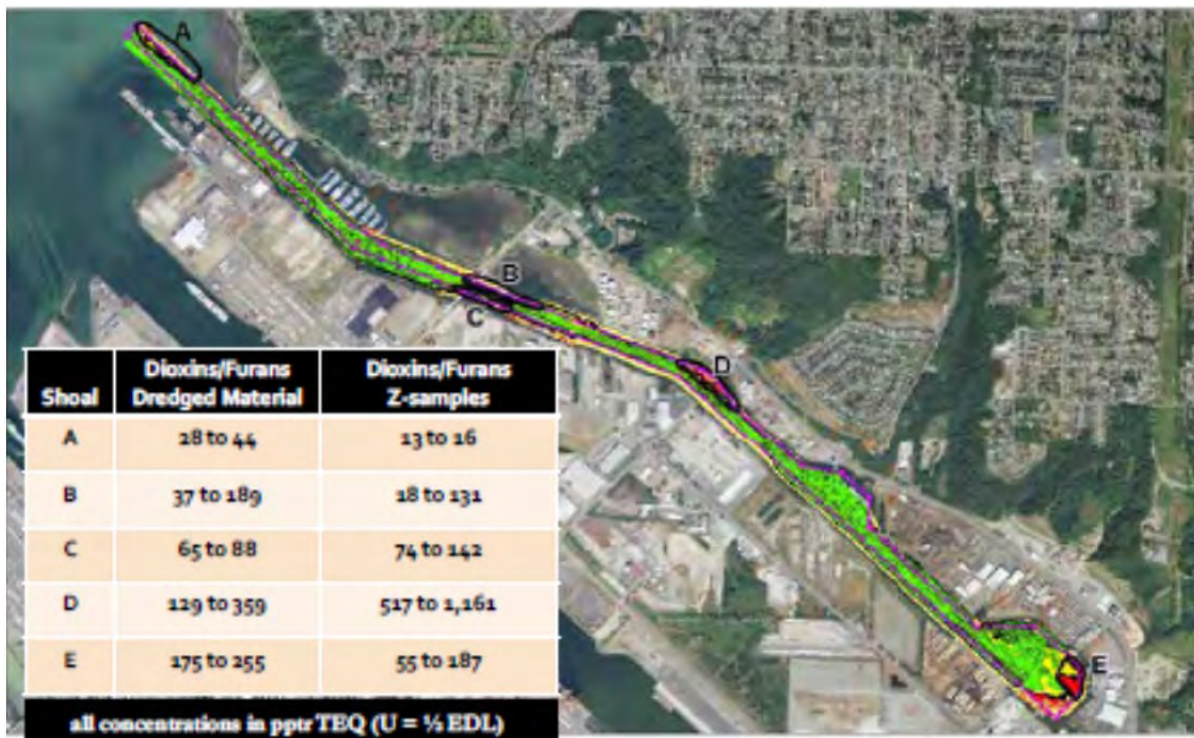 A
B
C
D
E
Dioxins/Furans Dioxins/Furans
Shoal Dredged Material Z-samples
A 28 to 44 13 to 16
B 37 to 189 18 to 131
C 65 to 88 74 to 142
D 129 to 359 517 to 1,161
E 175 to 255 55 to 187
all concentrations in pptr TEQ (U = ½ EDL)